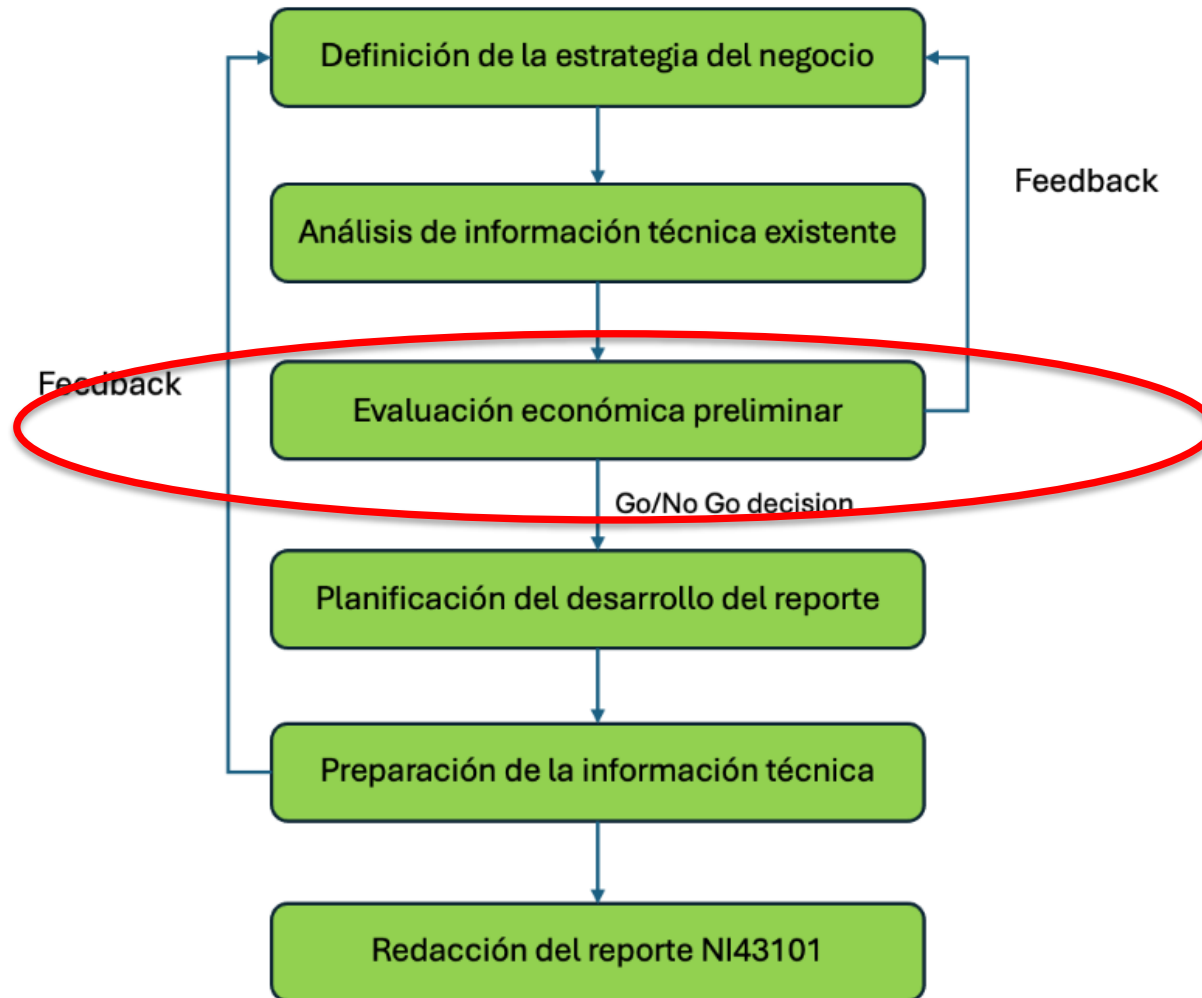 Definición de la estrategia del negocio
Feedback
Análisis de información técnica existente
Feedback
Evaluación económica preliminar
Go/No Go decision
Planificación del desarrollo del reporte
Preparación de la información técnica
Redacción del reporte NI43101